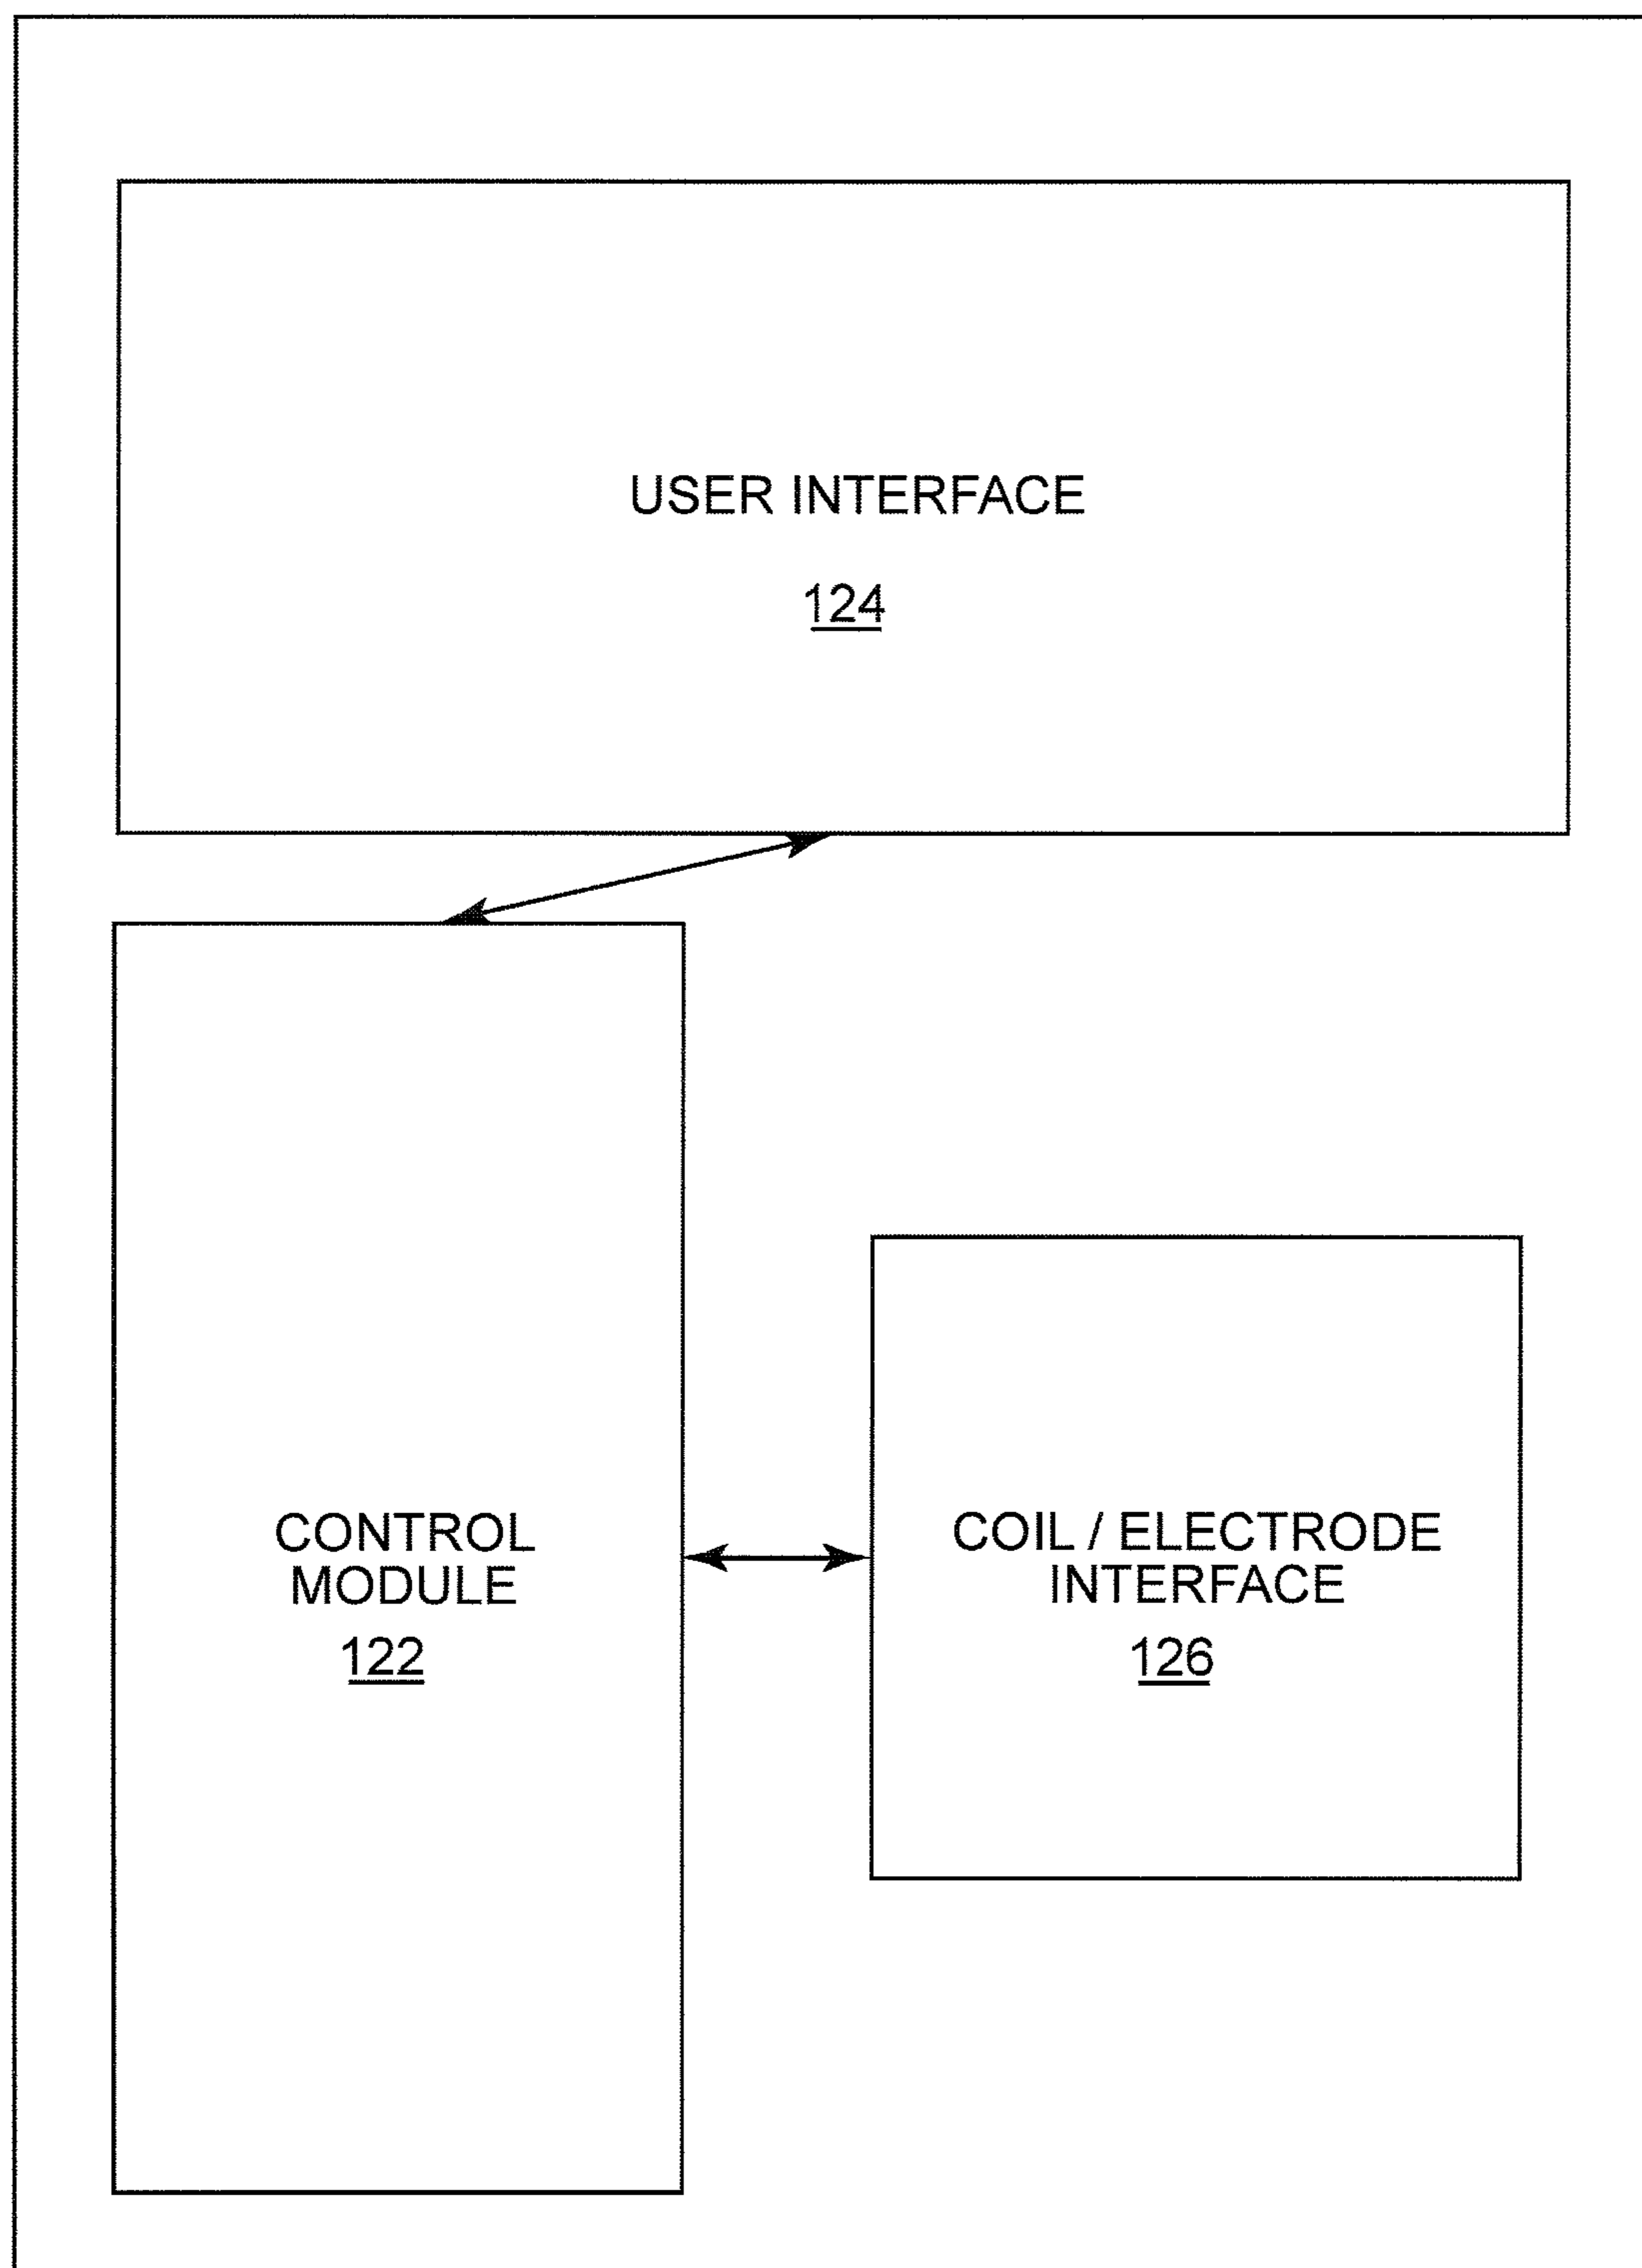 USER INTERFACE
124
CONTROL
MODULE
122
COIL / ELECTRODE
INTERFACE
126